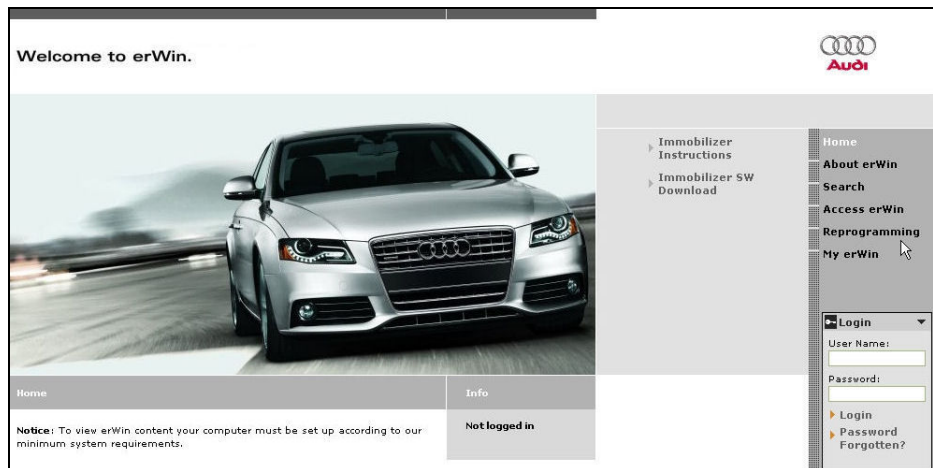 Welcome to erWin.
Audi
Immobilizer
Instructions
Immobilizer SW
Download
Home
About erWin
Search
Access erWin
Reprogramming
My erWin
Login
User Name:
Password:
Login
Password
Forgotten?
Home
Info
Notice: To view erWin content your computer must be set up according to our
minimum system requirements.
Not logged in